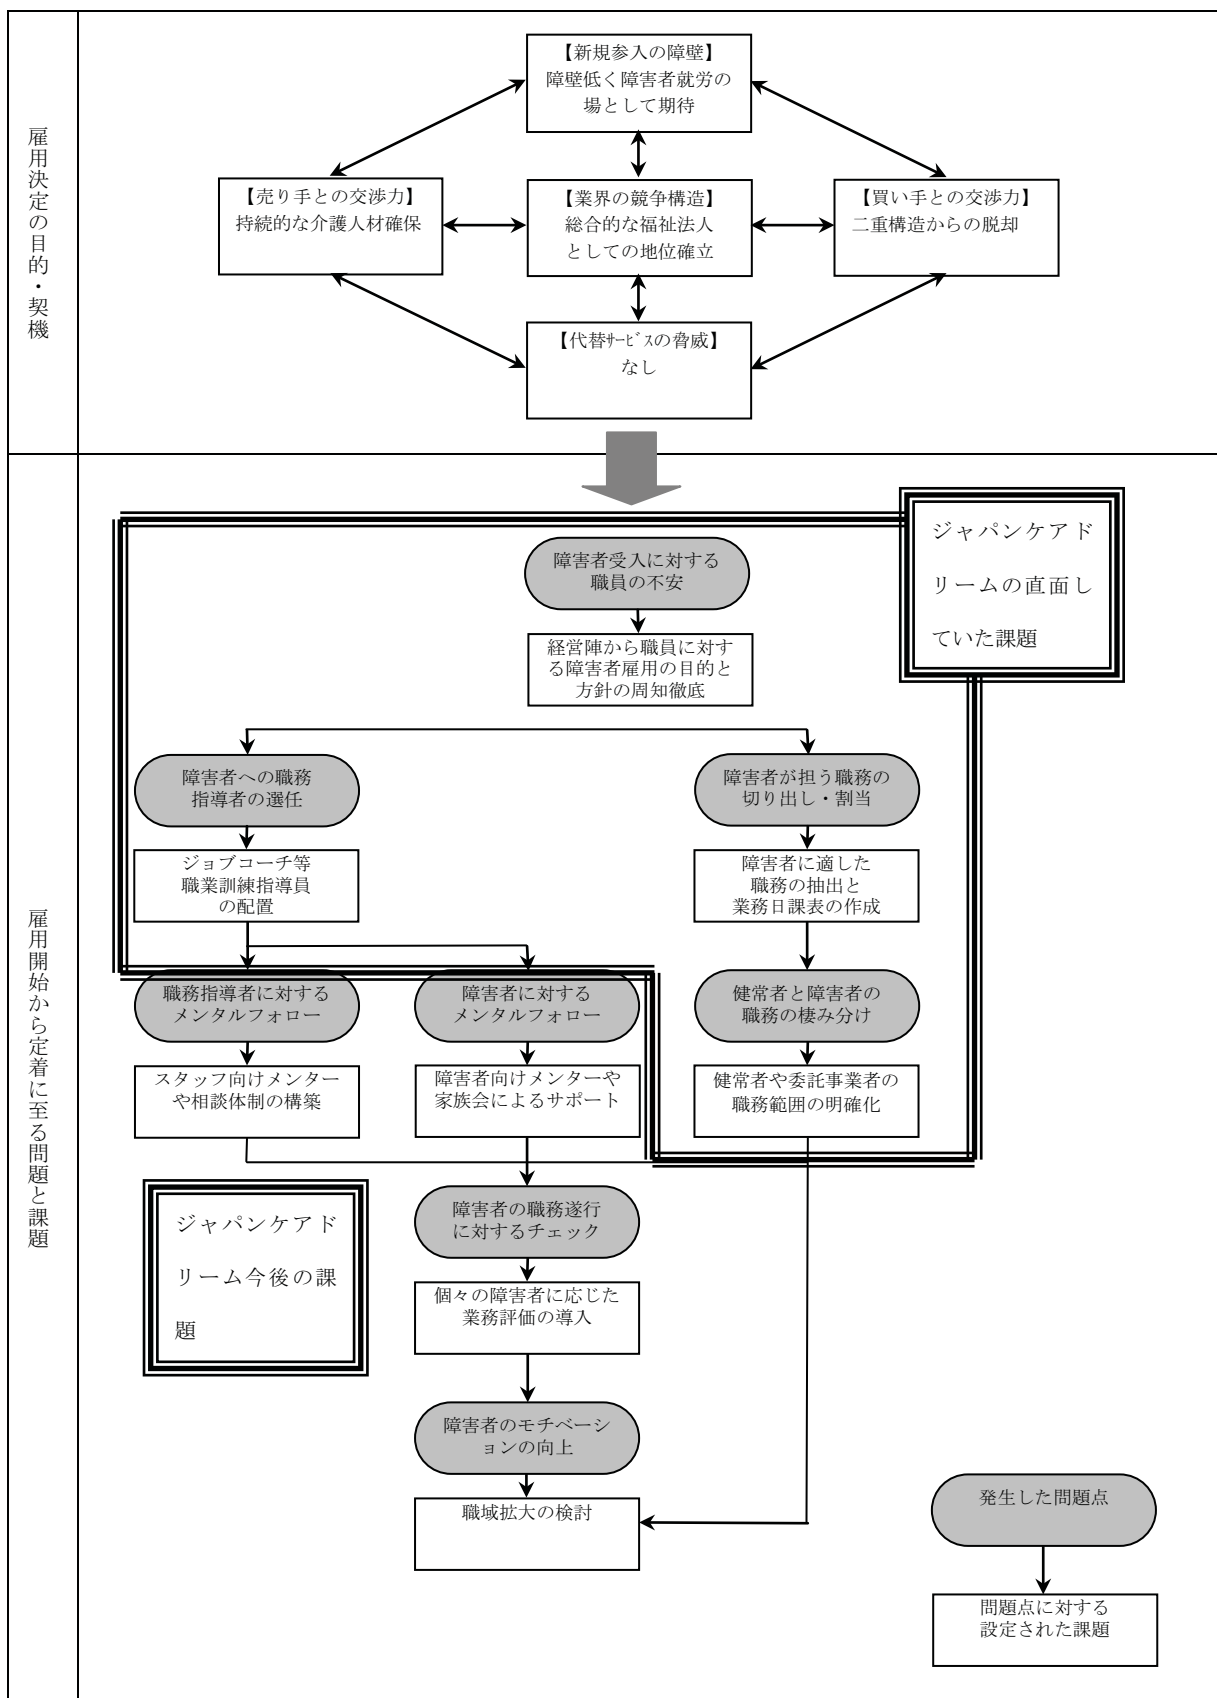 雇用決定の目的・契機
【新規参入の障壁】
障壁低く障害者就労の
場として期待
【売り手との交渉力】
持続的な介護人材確保
【業界の競争構造】
総合的な福祉法人
としての地位確立
【買い手との交渉力】
二重構造からの脱却
【代替ｻｰﾋﾞｽの脅威】
なし
雇用開始から定着に至る問題と課題
ジャパンケアド
リームの直面し
ていた課題
障害者受入に対する
職員の不安
経営陣から職員に対す
る障害者雇用の目的と
方針の周知徹底
障害者への職務
指導者の選任
障害者が担う職務の
切り出し・割当
ジョブコーチ等
職業訓練指導員
の配置
障害者に適した
職務の抽出と
業務日課表の作成
職務指導者に対する
メンタルフォロー
障害者に対する
メンタルフォロー
健常者と障害者の
職務の棲み分け
スタッフ向けメンター
や相談体制の構築
障害者向けメンターや
家族会によるサポート
健常者や委託事業者の
職務範囲の明確化
ジャパンケアド
リーム今後の課
題
障害者の職務遂行
に対するチェック
個々の障害者に応じた
業務評価の導入
障害者のモチベーシ
ョンの向上
職域拡大の検討
発生した問題点
問題点に対する
設定された課題